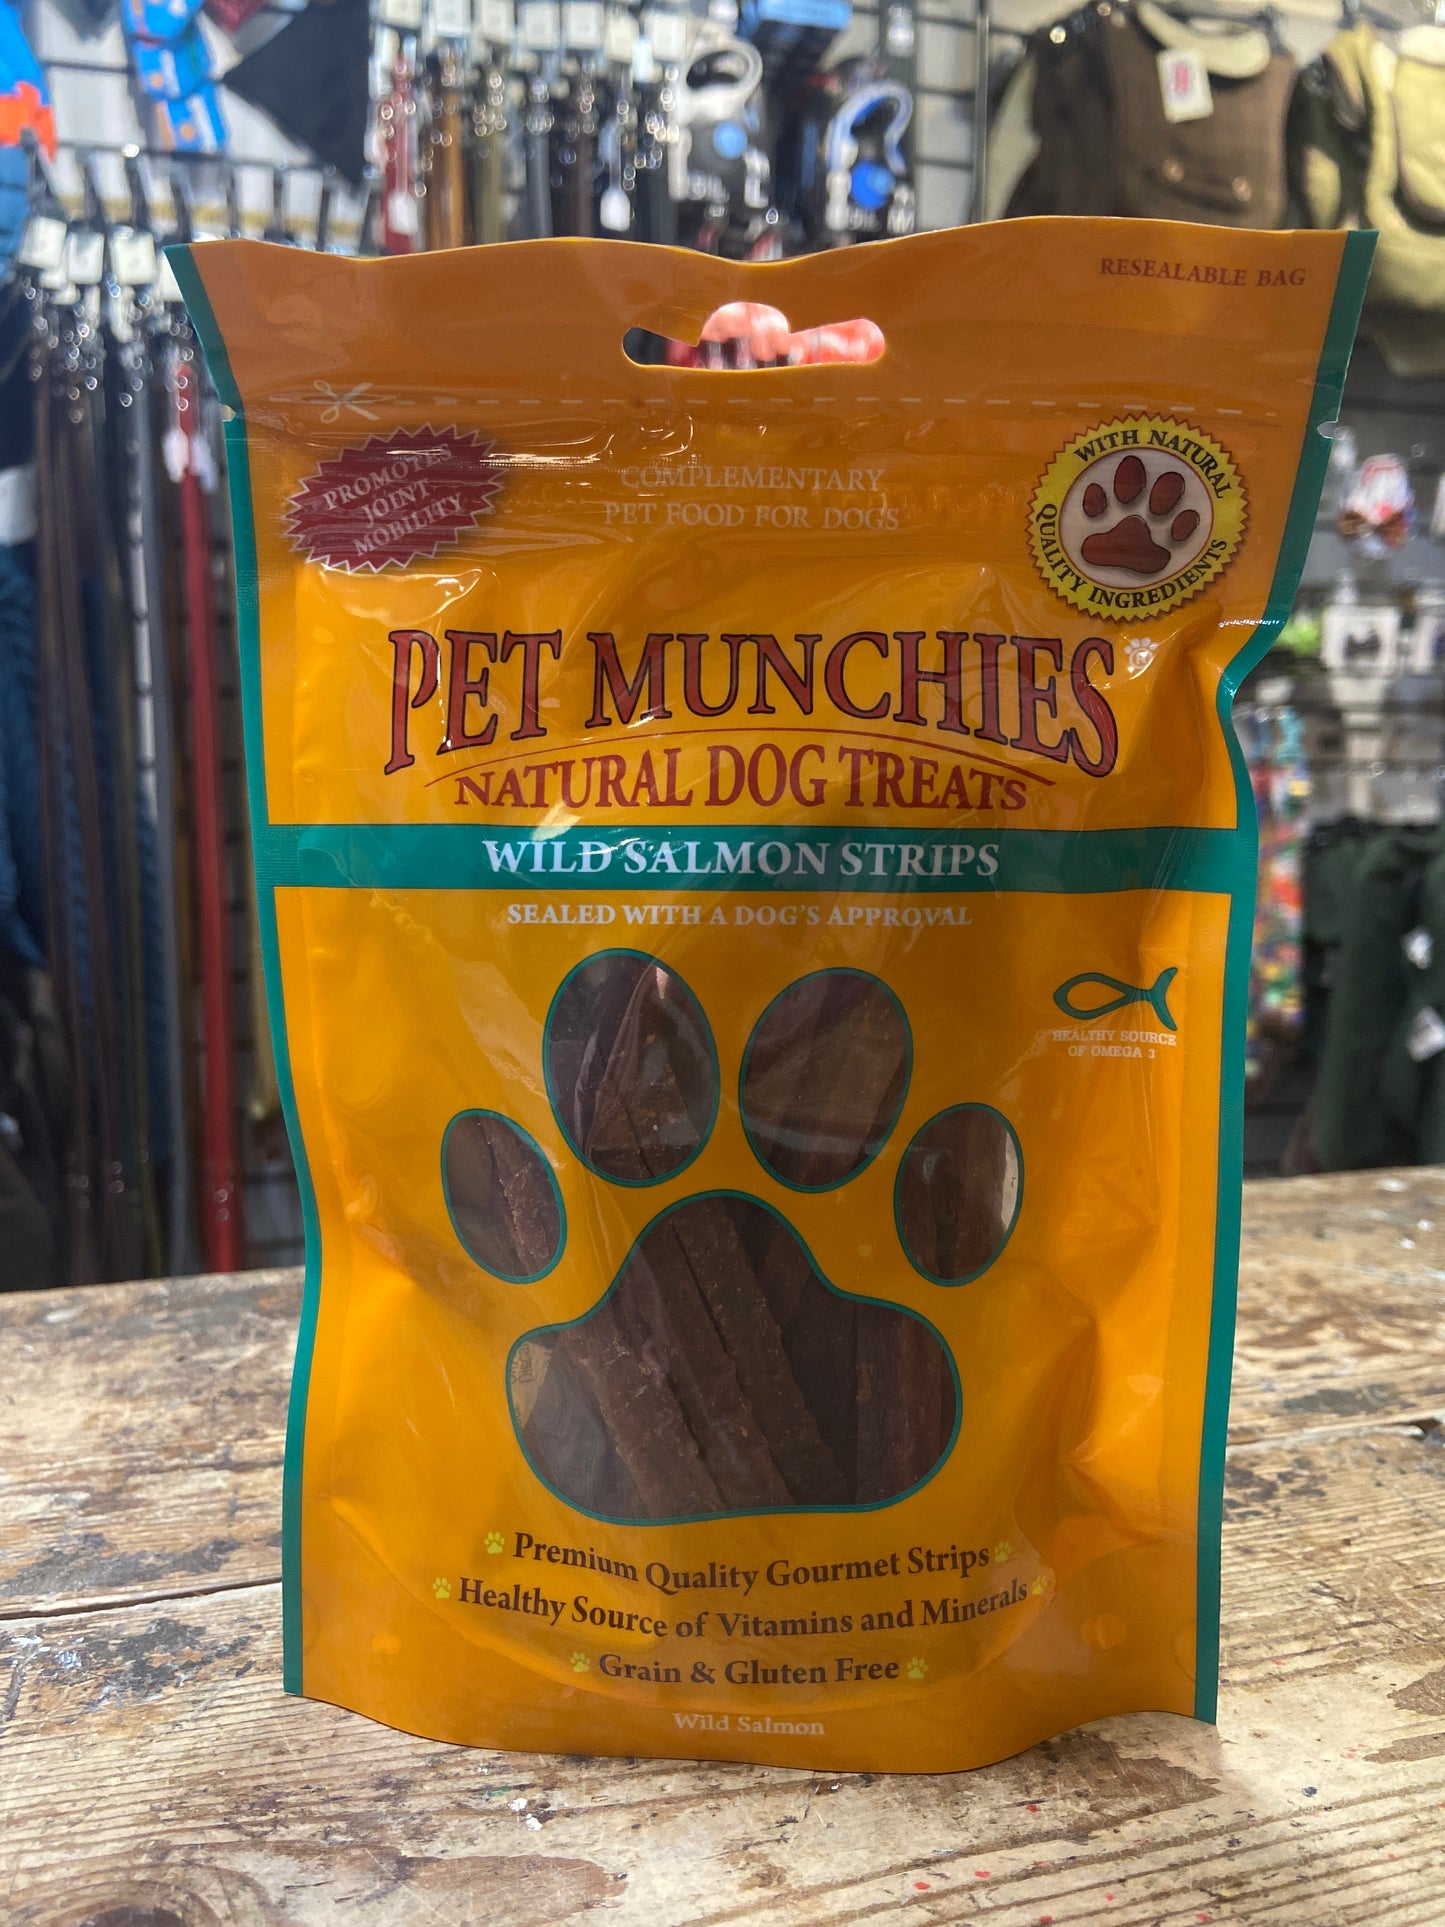 RESEALABLE BAG
PROMOTES
JOINT
MOBILITY
COMPLEMENTARY
PET FOOD FOR DOGS
WITH NATURAL
QUALITY INGREDIENTS
PET MUNCHIES
NATURAL DOG TREATS
WILD SALMON STRIPS
SEALED WITH A DOG'S APPROVAL
HEALTHY SOURCE
OF OMEGA 3
Premium Quality Gourmet Strips
Healthy Source of Vitamins and Minerals
Grain & Gluten Free
Wild Salmon